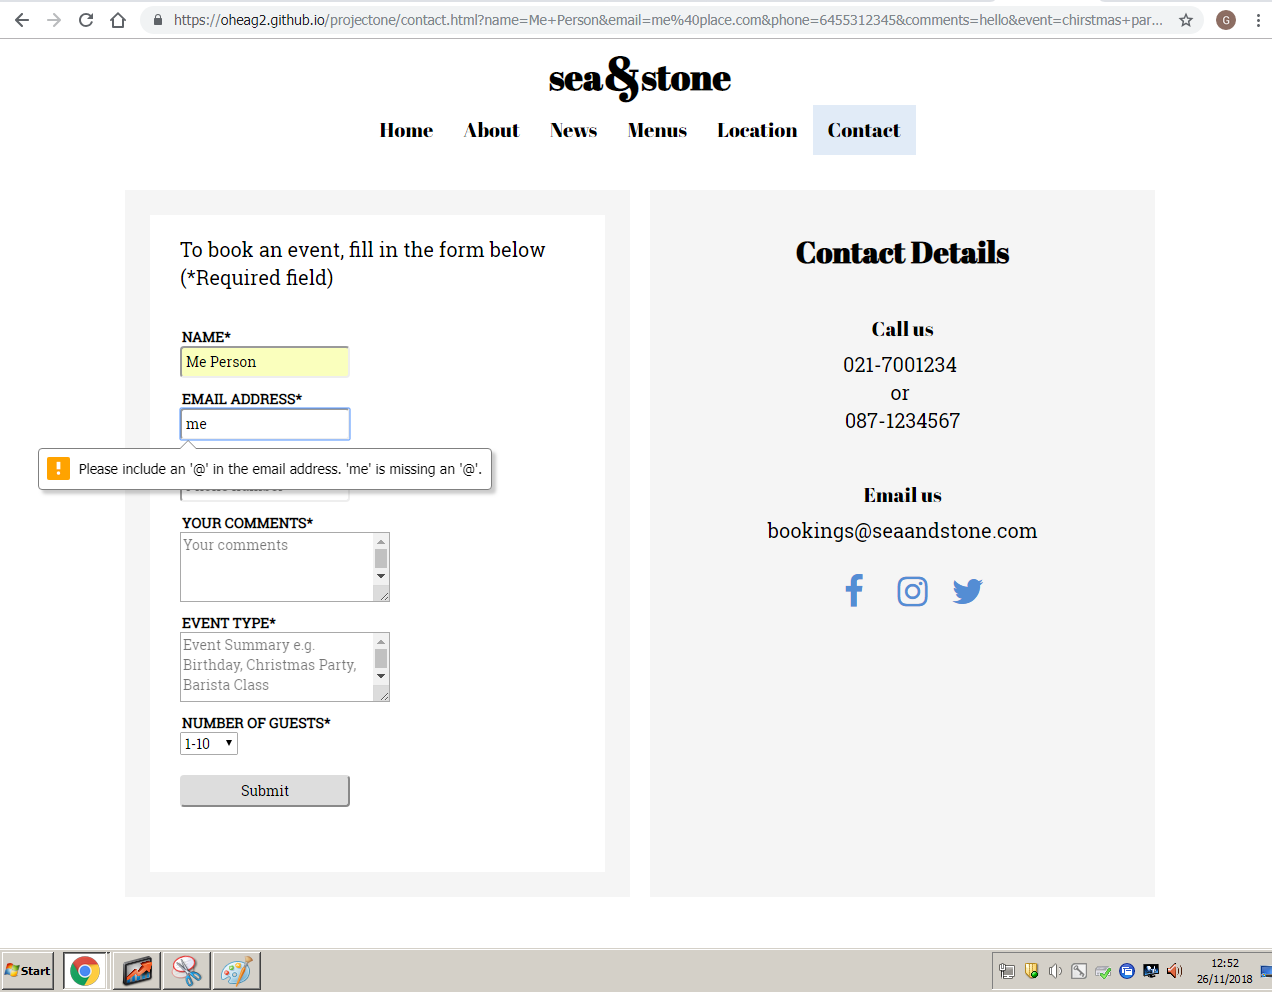 https://oheag2.github.io/projectone/contact.html?name=Me+Person&email=me%40place.com&phone=6455312345&comments=hello&event=chirstmas+par...
G
sea&stone
Home About News Menus Location Contact
To book an event, fill in the form below
(*Required field)
NAME*
Me Person
EMAIL ADDRESS*
me
Please include an '@' in the email address. 'me' is missing an '@'.
YOUR COMMENTS*
Your comments
EVENT TYPE*
Event Summary e.g.
Birthday, Christmas Party,
Barista Class
NUMBER OF GUESTS*
1-10
Submit
Contact Details
Call us
021-7001234
or
087-1234567
Email us
bookings@seaandstone.com
Start
12:52
26/11/2018